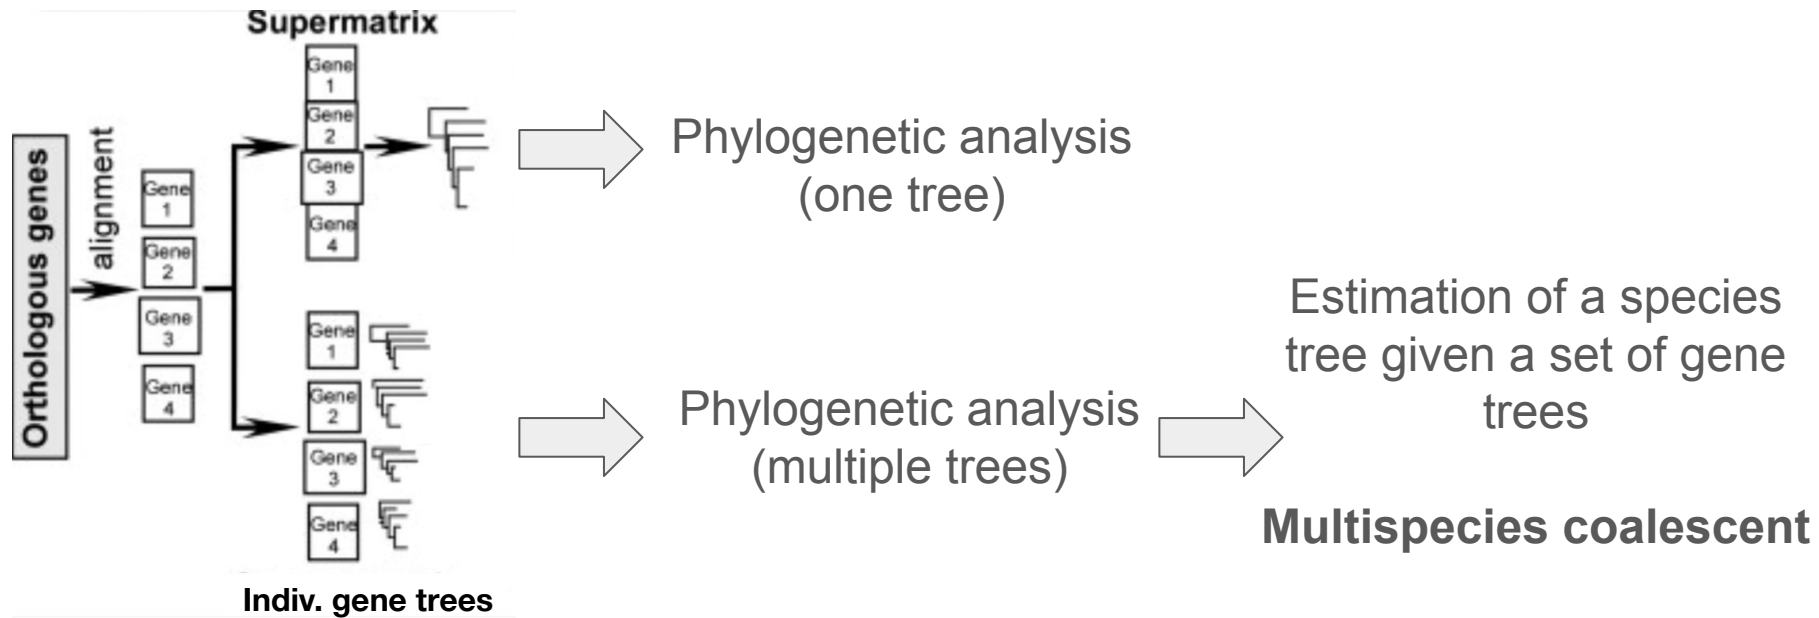 Supermatrix
Orthologous genes
alignment
Gene
1
Gene
2
Gene
3
Gene
4
Gene
1
Gene
2
Gene
3
Gene
4
Phylogenetic analysis
(one tree)
Gene
1
Gene
2
Gene
3
Gene
4
Indiv. gene trees
Phylogenetic analysis
(multiple trees)
Estimation of a species
tree given a set of gene
trees
Multispecies coalescent